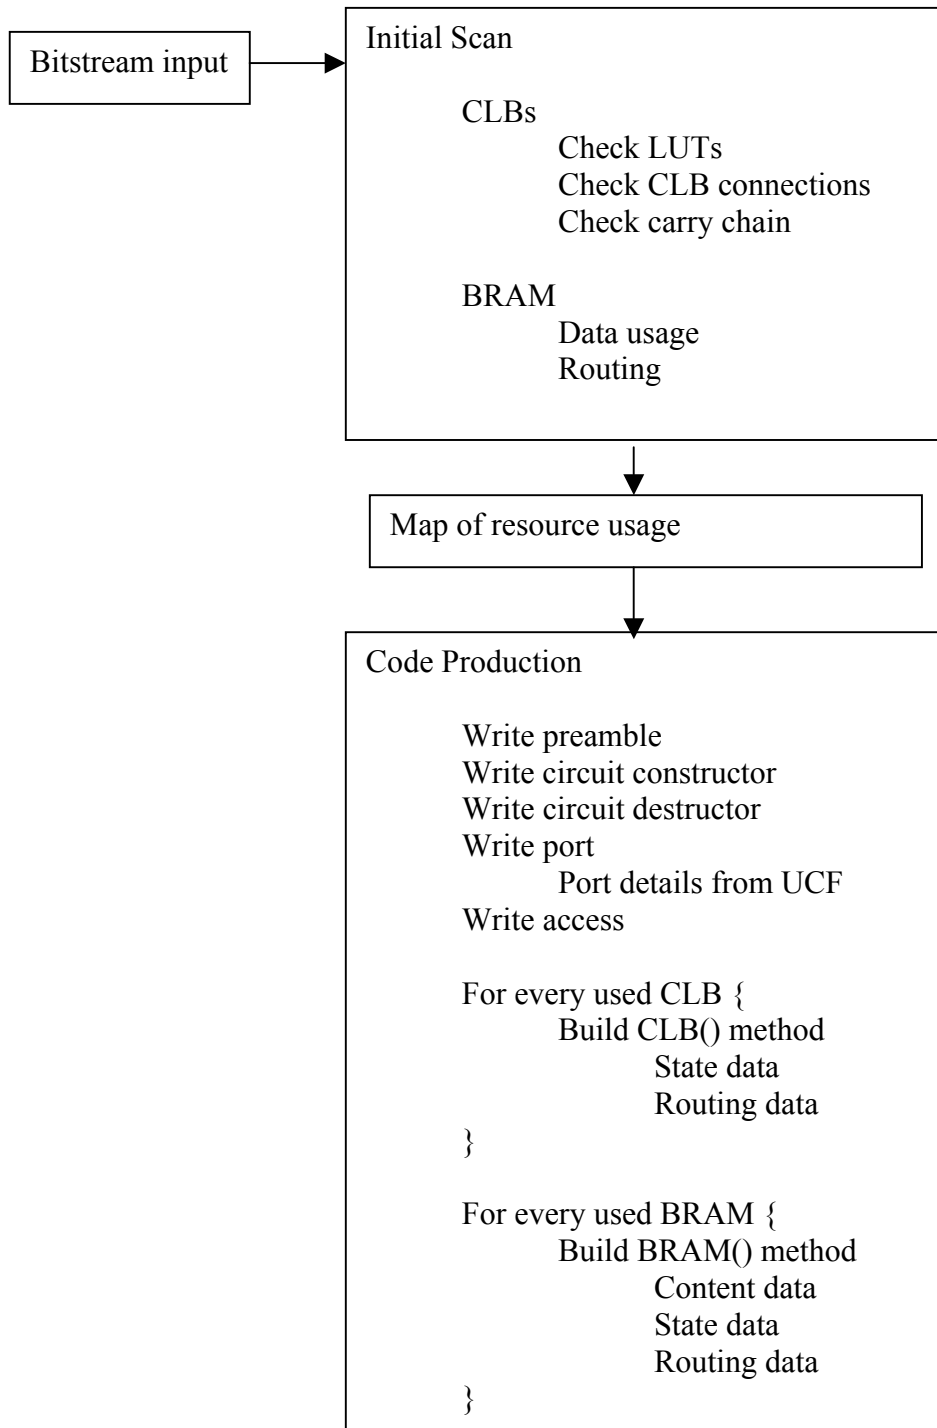 Bitstream input
Initial Scan
CLBs
Check LUTs
Check CLB connections
Check carry chain
BRAM
Data usage
Routing
Map of resource usage
Code Production
Write preamble
Write circuit constructor
Write circuit destructor
Write port
Port details from UCF
Write access
For every used CLB {
Build CLB() method
State data
Routing data
}
For every used BRAM {
Build BRAM() method
Content data
State data
Routing data
}